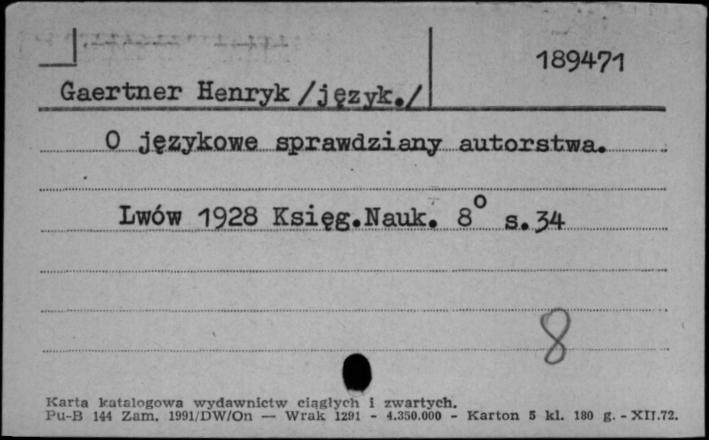 189471
Gaertner Henryk /język./
O językowe sprawdziany autorstwa.
Lwów 1928 Księg.Nauk. 8° s.34
8
Karta katalogowa wydawnictw ciągłych i zwartych.
Pu-B 144 Zam. 1991/DW/On — Wrak 1291 - 4.350.000 - Karton 5 kl. 180 g. - XII.72.